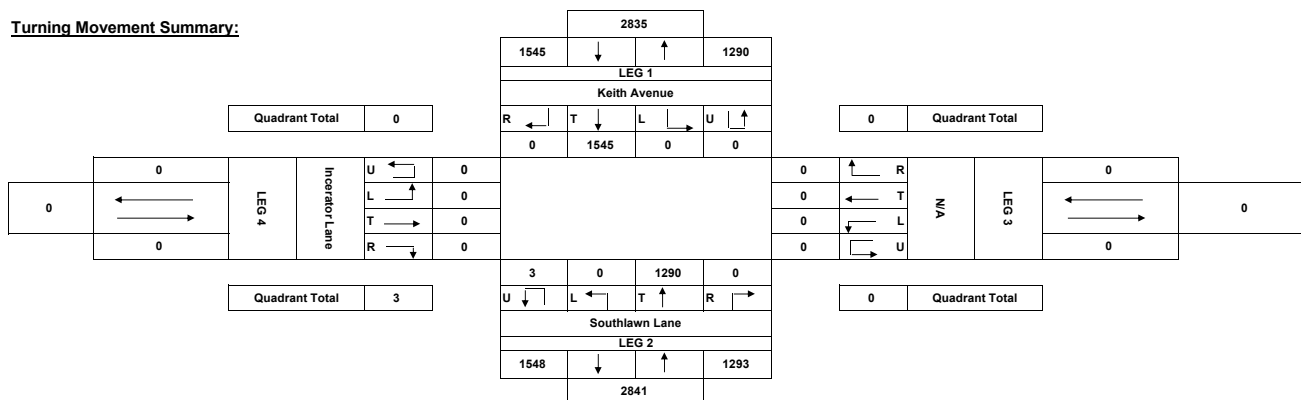 Turning Movement Summary:
2835
1545 1290
LEG 1
Keith Avenue
Quadrant Total 0
R T L U
0 Quadrant Total
0 1545 0 0
0
0
LEG 4
Incerator Lane
U 0
L 0
T 0
R 0
0
0 R
0 T
0 L
0 U
N/A
LEG 3
0
0
0
3 0 1290 0
Quadrant Total 3
U L T R
0 Quadrant Total
Southlawn Lane
LEG 2
1548 1293
2841